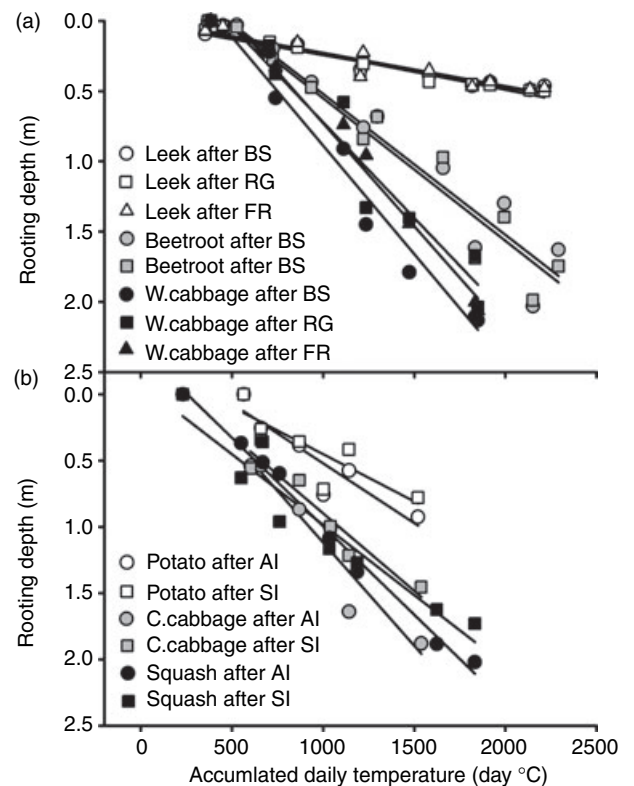 (a)
0.0
0.5
1.0
1.5
2.0
2.5
Rooting depth (m)
Leek after BS
Leek after RG
Leek after FR
Beetroot after BS
Beetroot after BS
W.cabbage after BS
W.cabbage after RG
W.cabbage after FR
(b)
0.0
0.5
1.0
1.5
2.0
2.5
Rooting depth (m)
Potato after AI
Potato after SI
C.cabbage after AI
C.cabbage after SI
Squash after AI
Squash after SI
0 500 1000 1500 2000 2500
Accumlated daily temperature (day °C)